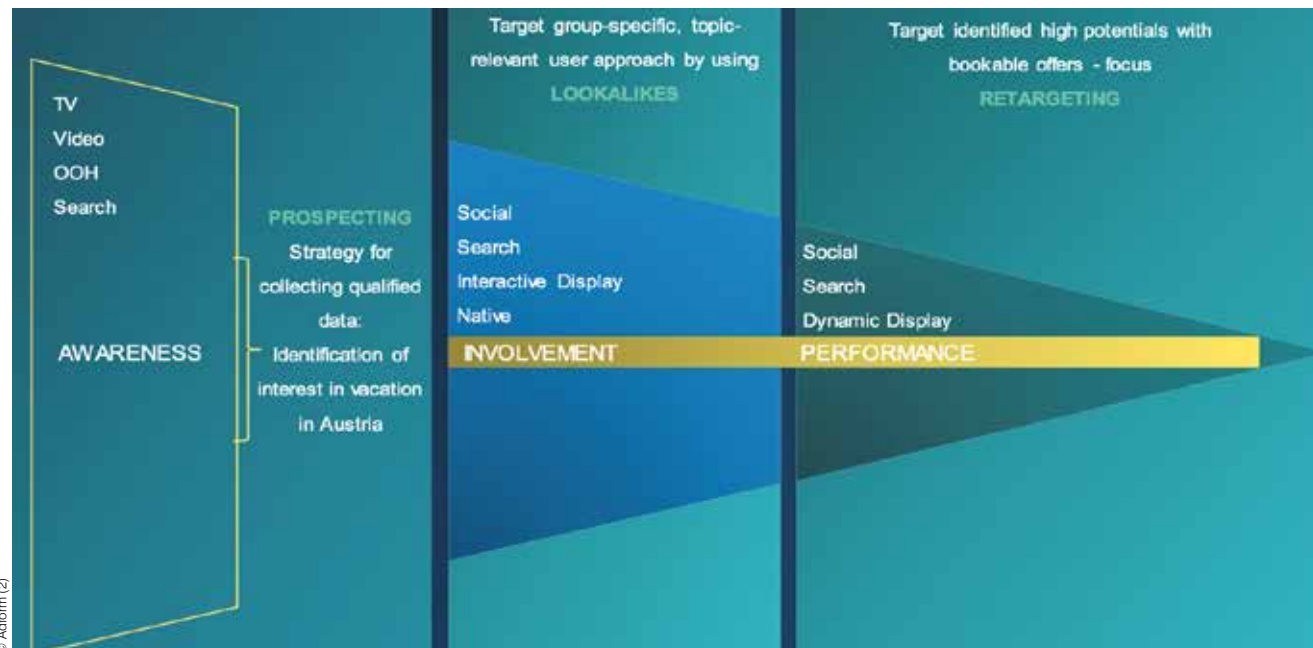 TV
Video
OOH
Search
AWARENESS
PROSPECTING
Strategy for
collecting qualified
data:
Identification of
interest in vacation
in Austria
Target group-specific, topic-
relevant user approach by using
LOOKALIKES
Social
Search
Interactive Display
Native
INVOLVEMENT
Target identified high potentials with
bookable offers - focus
RETARGETING
Social
Search
Dynamic Display
PERFORMANCE
© Adform (2)